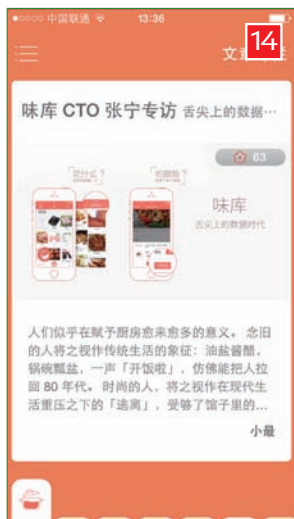 中国联通 13:36
14
文章
味库 CTO 张宁专访 舌尖上的数据…
63
「吃什么？
「和谁吃？
味库
舌尖上的数据时代
人们似乎在赋予厨房愈来愈多的意义。念旧
的人将之视作传统生活的象征：油盐酱醋，
锅碗瓢盆，一声「开饭啦」，仿佛能把人拉
回 80 年代。时尚的人，将之视作在现代生
活重压之下的「逃离」，受够了馆子里的…
小最